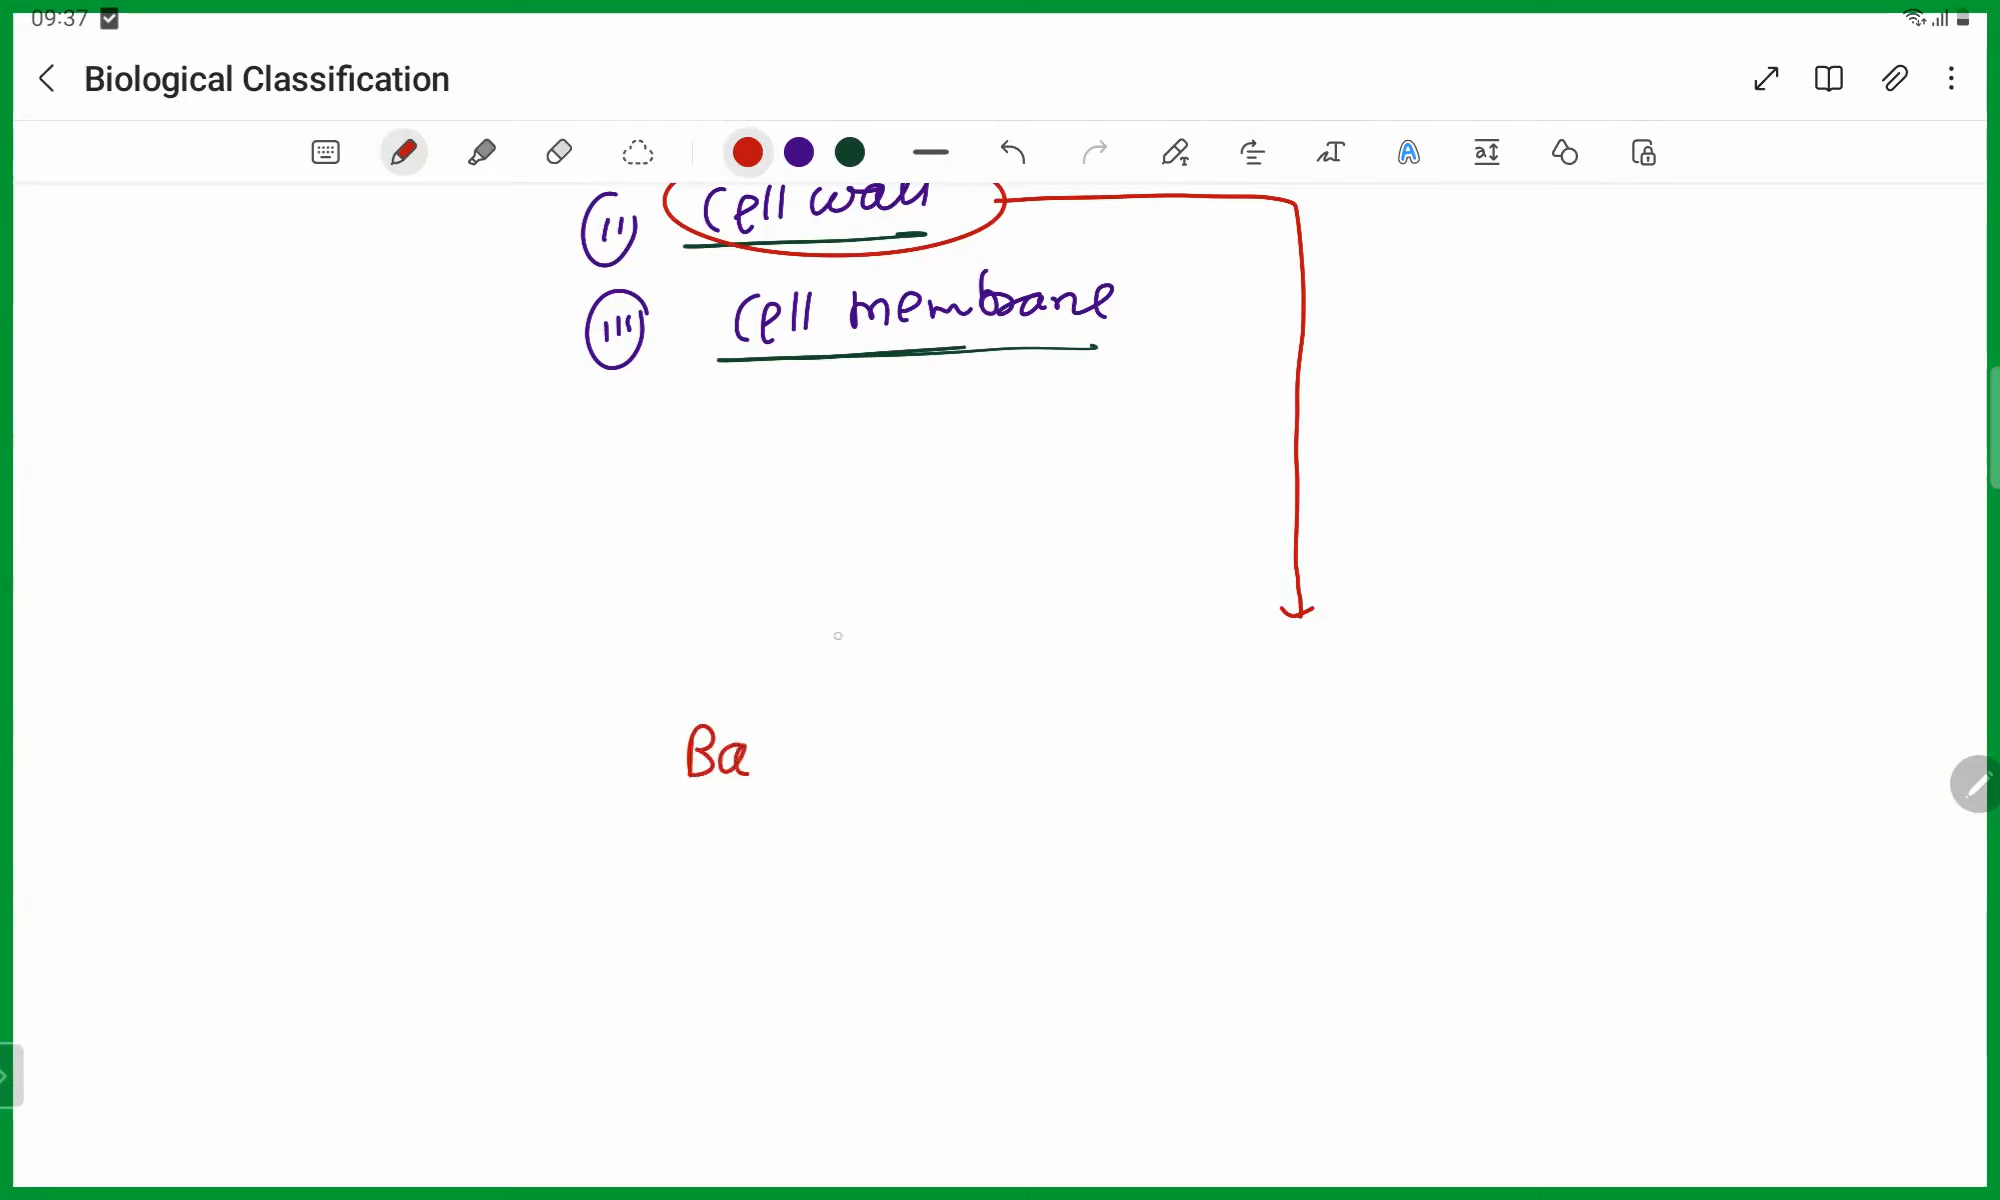 09:37
Biological Classification
(ii) Cell wall
(iii) Cell membrane
Ba